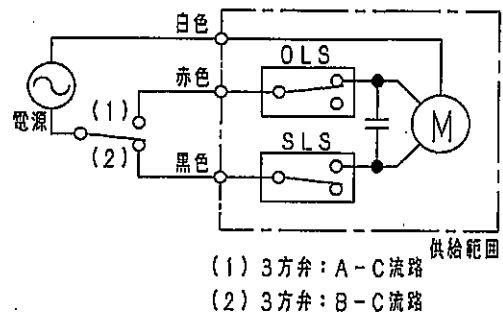 白色
OLS
赤色
電源
(1)
(2)
M
SLS
黒色
供給範囲
(1) 3方弁:A-C流路
(2) 3方弁:B-C流路